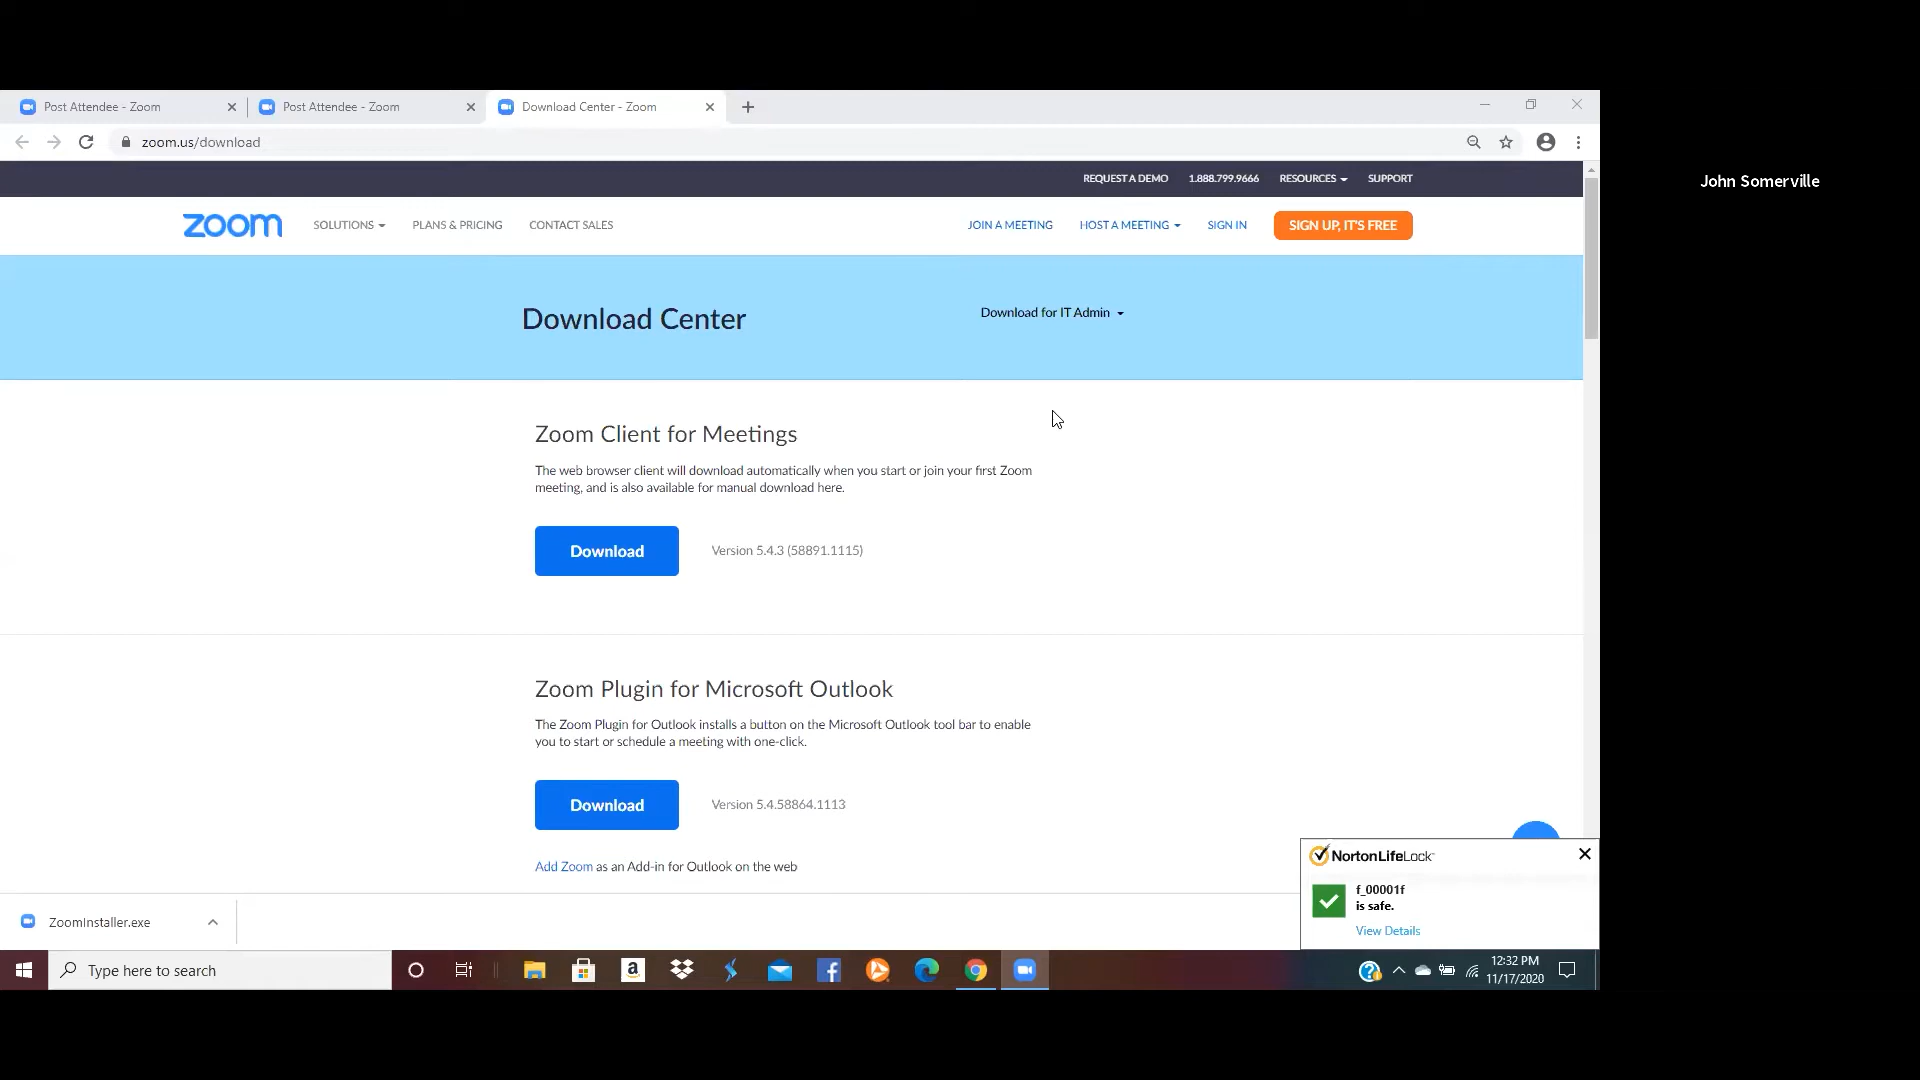 Post Attendee - Zoom
Post Attendee - Zoom
Download Center - Zoom
zoom.us/download
John Somerville
REQUEST A DEMO
1.888.799.9666
RESOURCES
SUPPORT
zoom
SOLUTIONS
PLANS & PRICING
CONTACT SALES
JOIN A MEETING
HOST A MEETING
SIGN IN
SIGN UP, IT'S FREE
Download Center
Download for IT Admin
Zoom Client for Meetings
The web browser client will download automatically when you start or join your first Zoom
meeting, and is also available for manual download here.
Download
Version 5.4.3 (58891.1115)
Zoom Plugin for Microsoft Outlook
The Zoom Plugin for Outlook installs a button on the Microsoft Outlook tool bar to enable
you to start or schedule a meeting with one-click.
Download
Version 5.4.58864.1113
Add Zoom as an Add-in for Outlook on the web
NortonLifeLock
f_00001f
is safe.
View Details
ZoomInstaller.exe
Type here to search
12:32 PM
11/17/2020